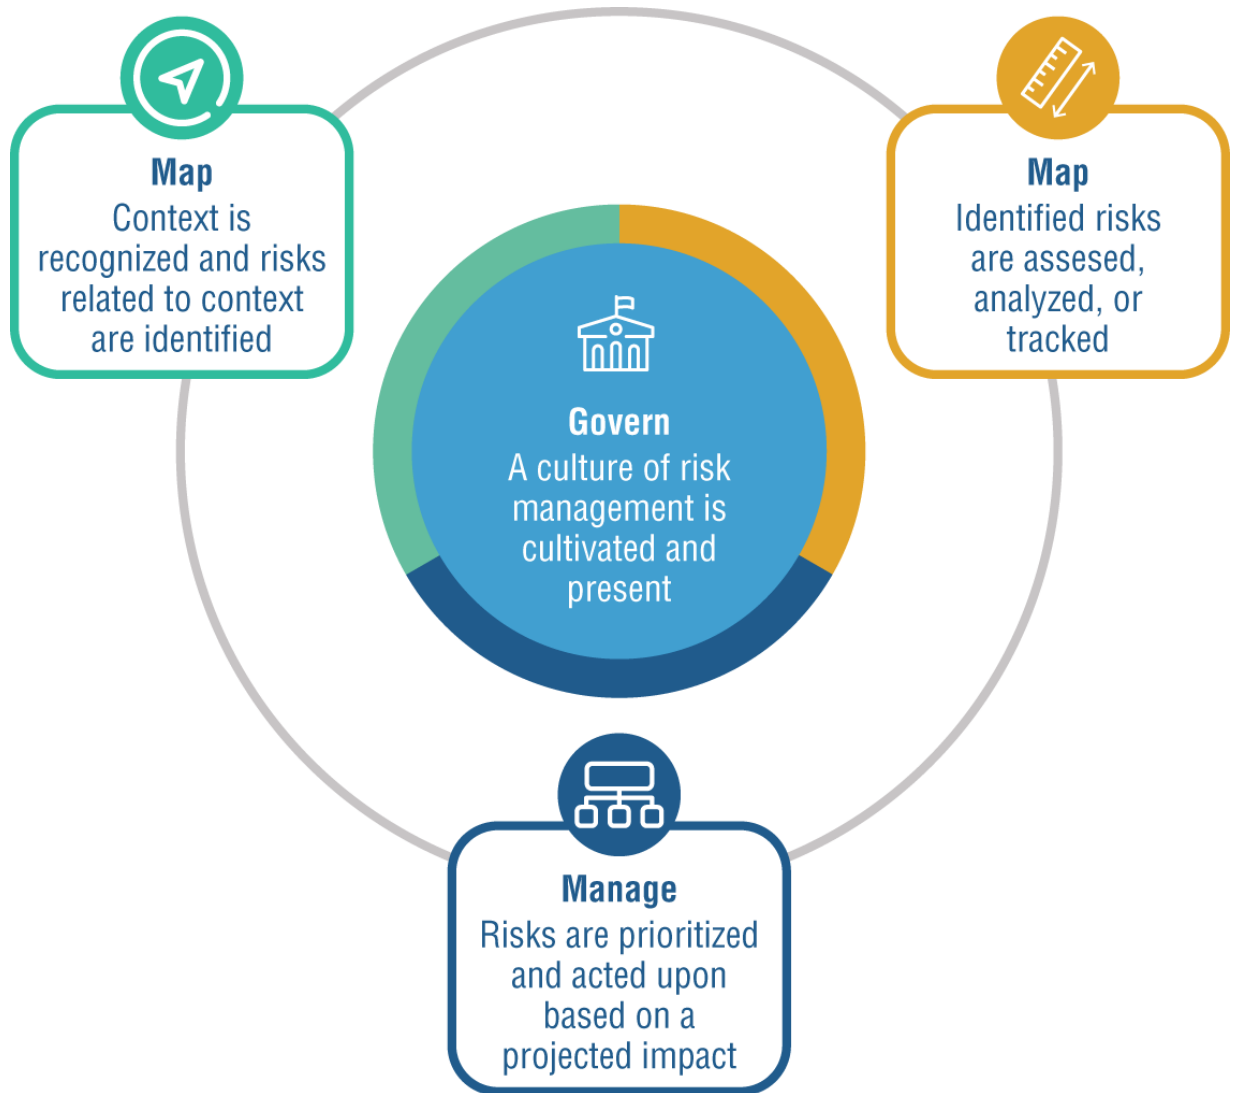 Map
Context is
recognized and risks
related to context
are identified
Map
Identified risks
are assesed,
analyzed, or
tracked
Govern
A culture of risk
management is
cultivated and
present
Manage
Risks are prioritized
and acted upon
based on a
projected impact